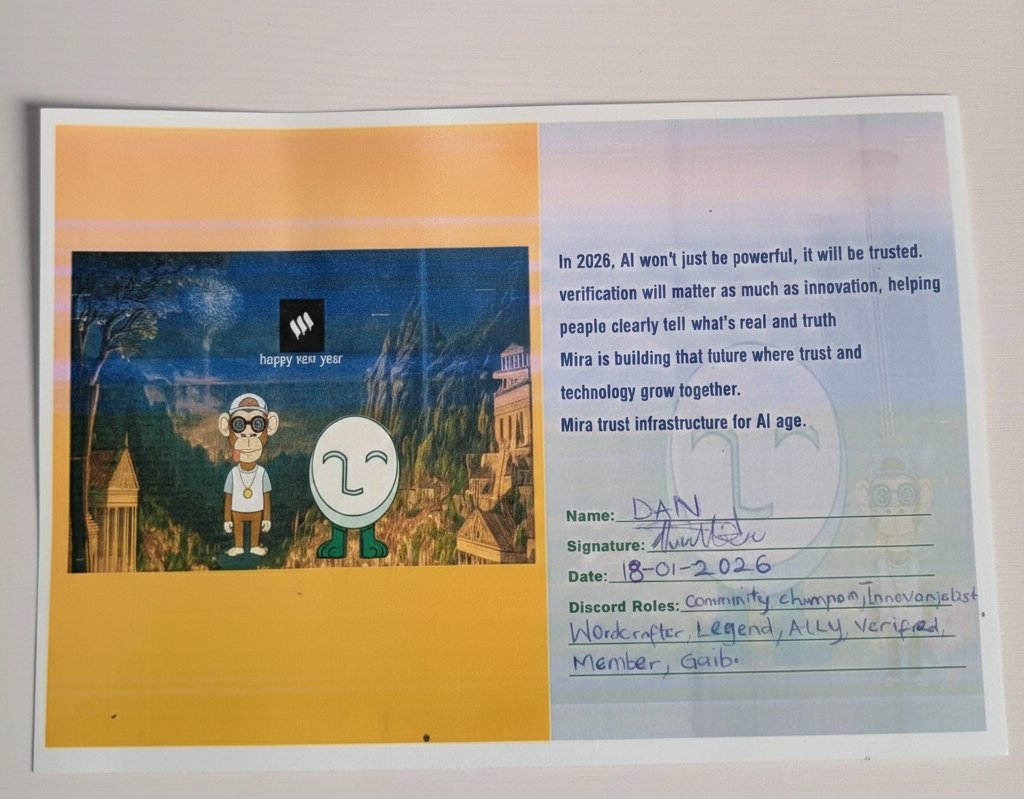 happy year
In 2026, AI won't just be powerful, it will be trusted.
verification will matter as much as innovation, helping
peaplo clearly tell what's real and truth
Mira is building that future where trust and
technology grow together.
Mira trust infrastructure for AI age.
Name: DAN
Signature:
Date: 18-01-2026
Discord Roles: Community champon, Innovanjelist
Wordcrafter, Legend, ALLY, Verified,
Member, Gaib.